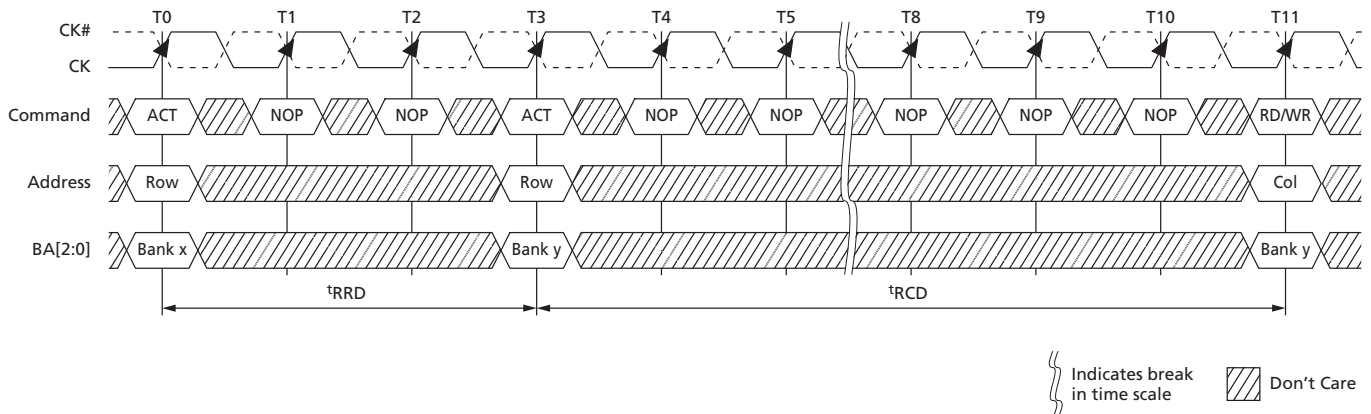 T0 T1 T2 T3 T4 T5 T8 T9 T10 T11
CK#
CK
Command ACT NOP NOP ACT NOP NOP NOP NOP NOP RD/WR
Address Row Row Col
BA[2:0] Bank x Bank y Bank y
tRRD tRCD
Indicates break
in time scale
Don't Care